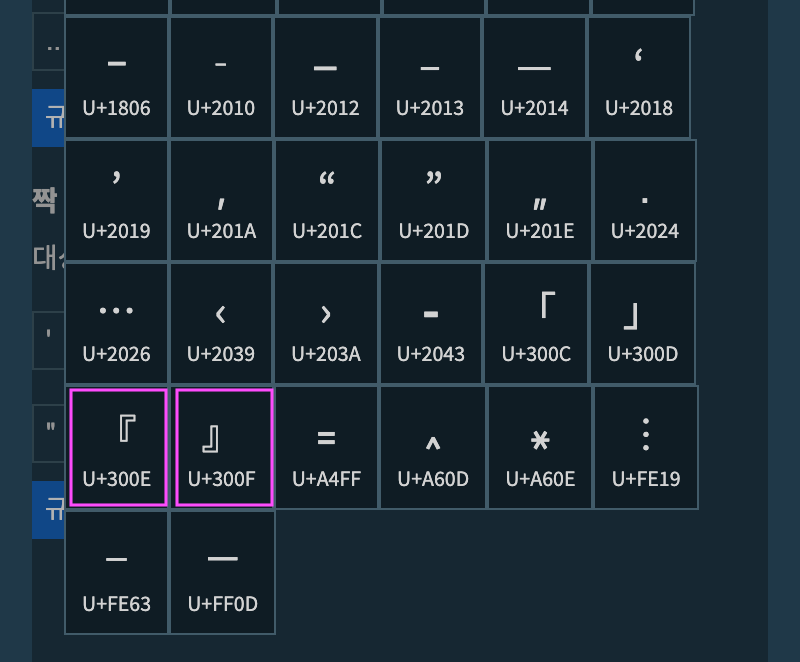 ..
– ‐ ‒ – — ‘
U+1806 U+2010 U+2012 U+2013 U+2014 U+2018
규
’ ‚ “ ” „ ․
짝
U+2019 U+201A U+201C U+201D U+201E U+2024
대
… ‹ › ⁃ 「 」
'
U+2026 U+2039 U+203A U+2043 U+300C U+300D
『 』 ꓿ ꘍ ꘎ ︙
"
U+300E U+300F U+A4FF U+A60D U+A60E U+FE19
규
﹣ -
U+FE63 U+FF0D